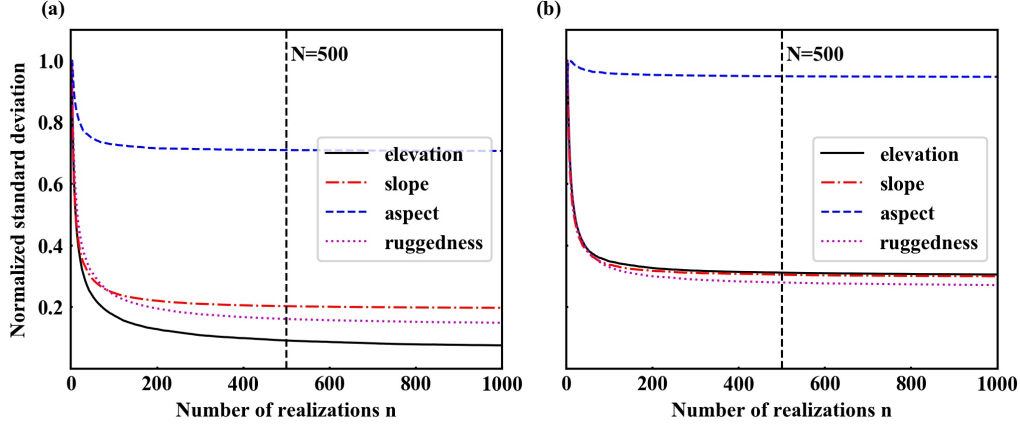 (a)
N=500
Normalized standard deviation
1.0
0.8
0.6
0.4
0.2
elevation
slope
aspect
ruggedness
0 200 400 600 800 1000
Number of realizations n
(b)
N=500
elevation
slope
aspect
ruggedness
0 200 400 600 800 1000
Number of realizations n